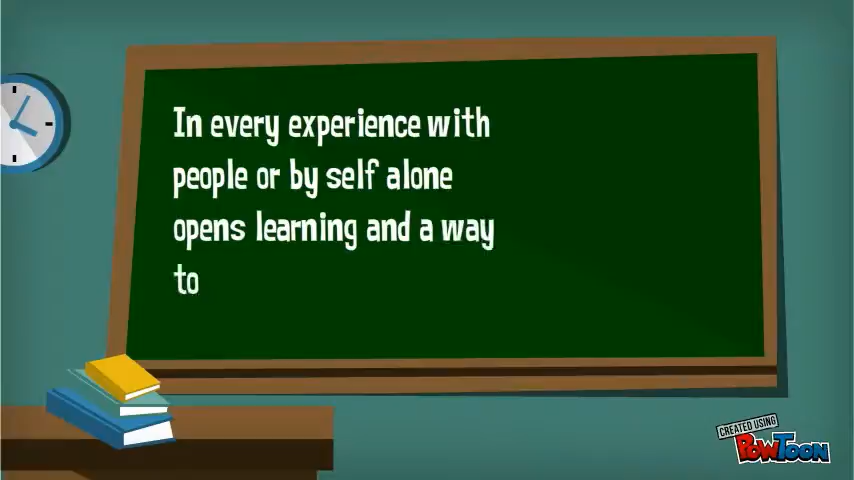 In every experience with
people or by self alone
opens learning and a way
to
CREATED USING
POWTOON